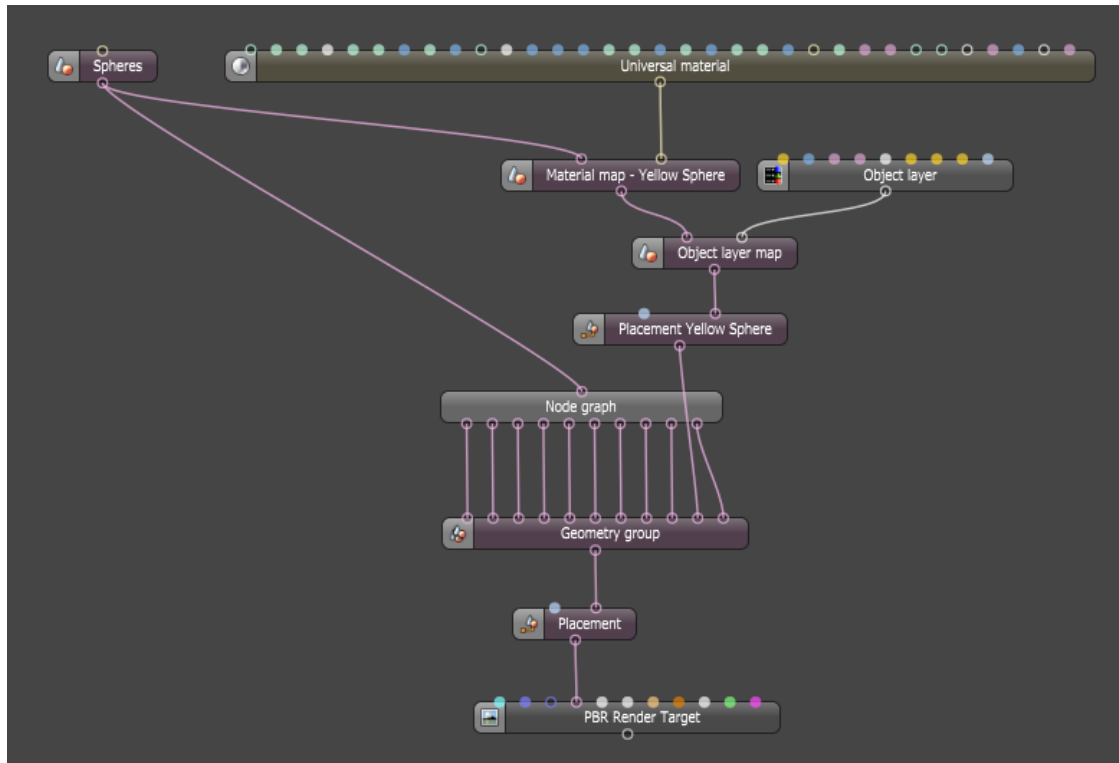 Spheres
Universal material
Material map - Yellow Sphere
Object layer
Object layer map
Placement Yellow Sphere
Node graph
Geometry group
Placement
PBR Render Target